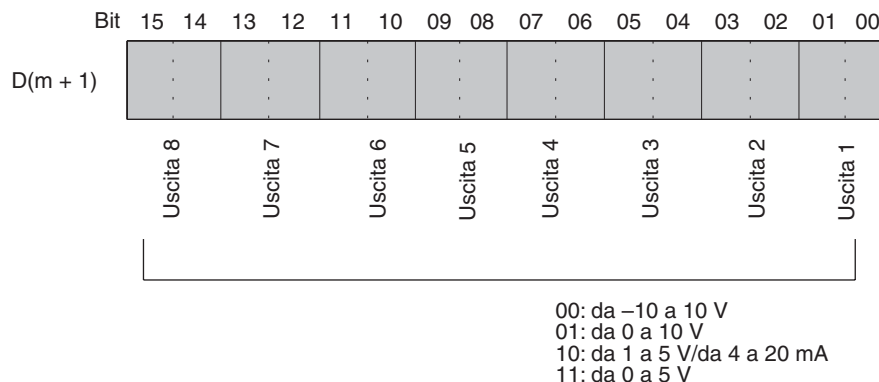 Bit 15 14 13 12 11 10 09 08 07 06 05 04 03 02 01 00
D(m + 1)
Uscita 8 Uscita 7 Uscita 6 Uscita 5 Uscita 4 Uscita 3 Uscita 2 Uscita 1
00: da –10 a 10 V
01: da 0 a 10 V
10: da 1 a 5 V/da 4 a 20 mA
11: da 0 a 5 V